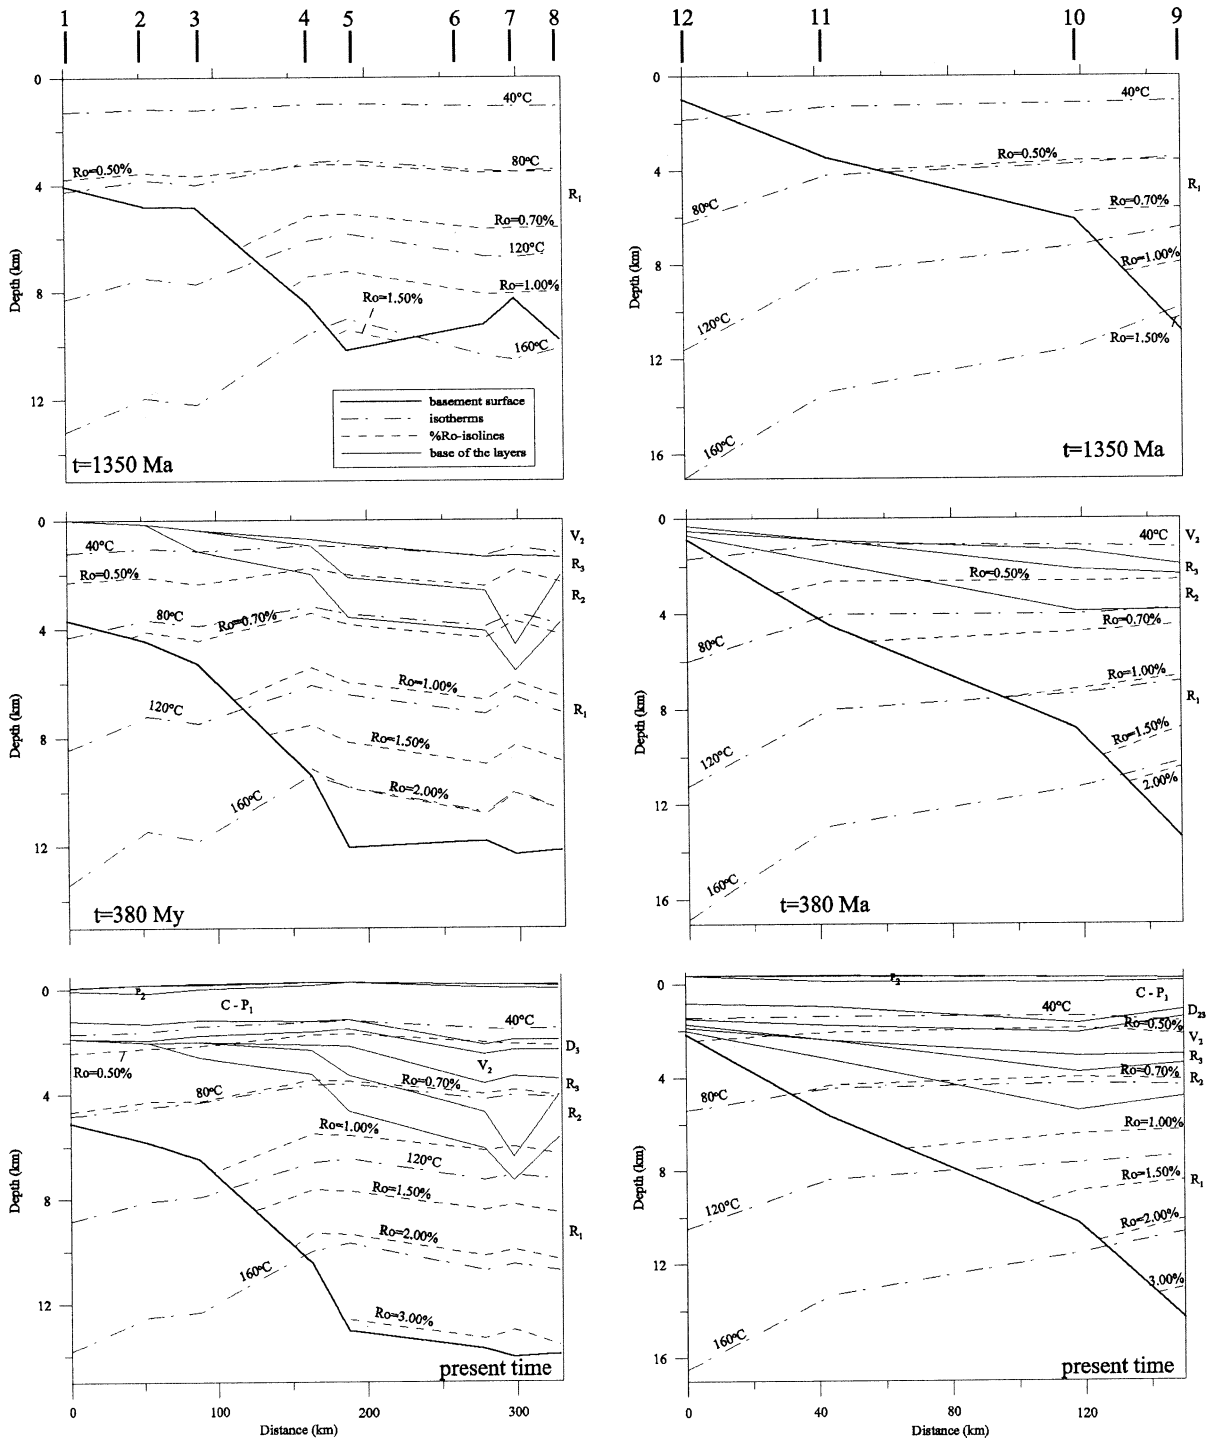 1 2 3 4 5 6 7 8
12 11 10 9
0
4
8
12
Depth (km)
40°C
Ro=0.50%
80°C
R1
Ro=0.70%
120°C
Ro=1.00%
Ro=1.50%
160°C
basement surface
isotherms
%Ro-isolines
base of the layers
t=1350 Ma
0
4
8
12
16
Depth (km)
40°C
Ro=0.50%
R1
80°C
Ro=0.70%
Ro=1.00%
120°C
Ro=1.50%
160°C
t=1350 Ma
0
4
8
12
Depth (km)
V2
40°C
R3
Ro=0.50%
R2
80°C
Ro=0.70%
Ro=1.00%
120°C
R1
Ro=1.50%
Ro=2.00%
160°C
t=380 My
0
4
8
12
16
Depth (km)
40°C
V2
R3
Ro=0.50%
R2
Ro=0.70%
80°C
Ro=1.00%
R1
Ro=1.50%
120°C
2.00%
160°C
t=380 Ma
0
4
8
12
Depth (km)
P2
C - P1
40°C
D3
V2
Ro=0.50%
Ro=0.70%
R3
80°C
R2
Ro=1.00%
120°C
Ro=1.50%
R1
Ro=2.00%
160°C
Ro=3.00%
present time
0 100 200 300
Distance (km)
0
4
8
12
16
Depth (km)
P2
C - P1
40°C
D23
Ro=0.50%
V2
R3
Ro=0.70%
R2
80°C
Ro=1.00%
Ro=1.50%
R1
120°C
Ro=2.00%
3.00%
160°C
present time
0 40 80 120
Distance (km)